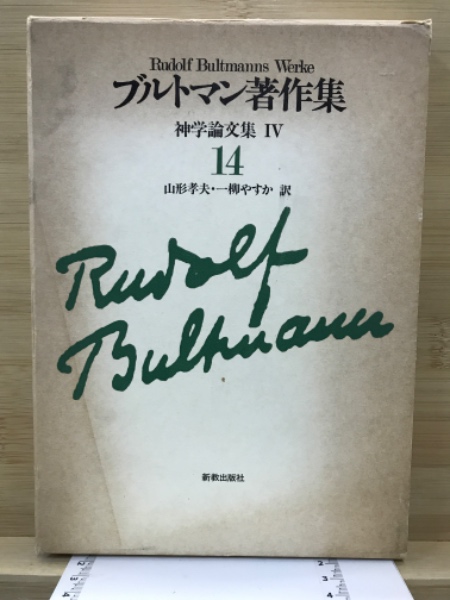 Rudolf Bultmanns Werke
ブルトマン著作集
神学論文集 IV
14
山形孝夫・一柳やすか 訳
Rudolf
Bultmann
新教出版社